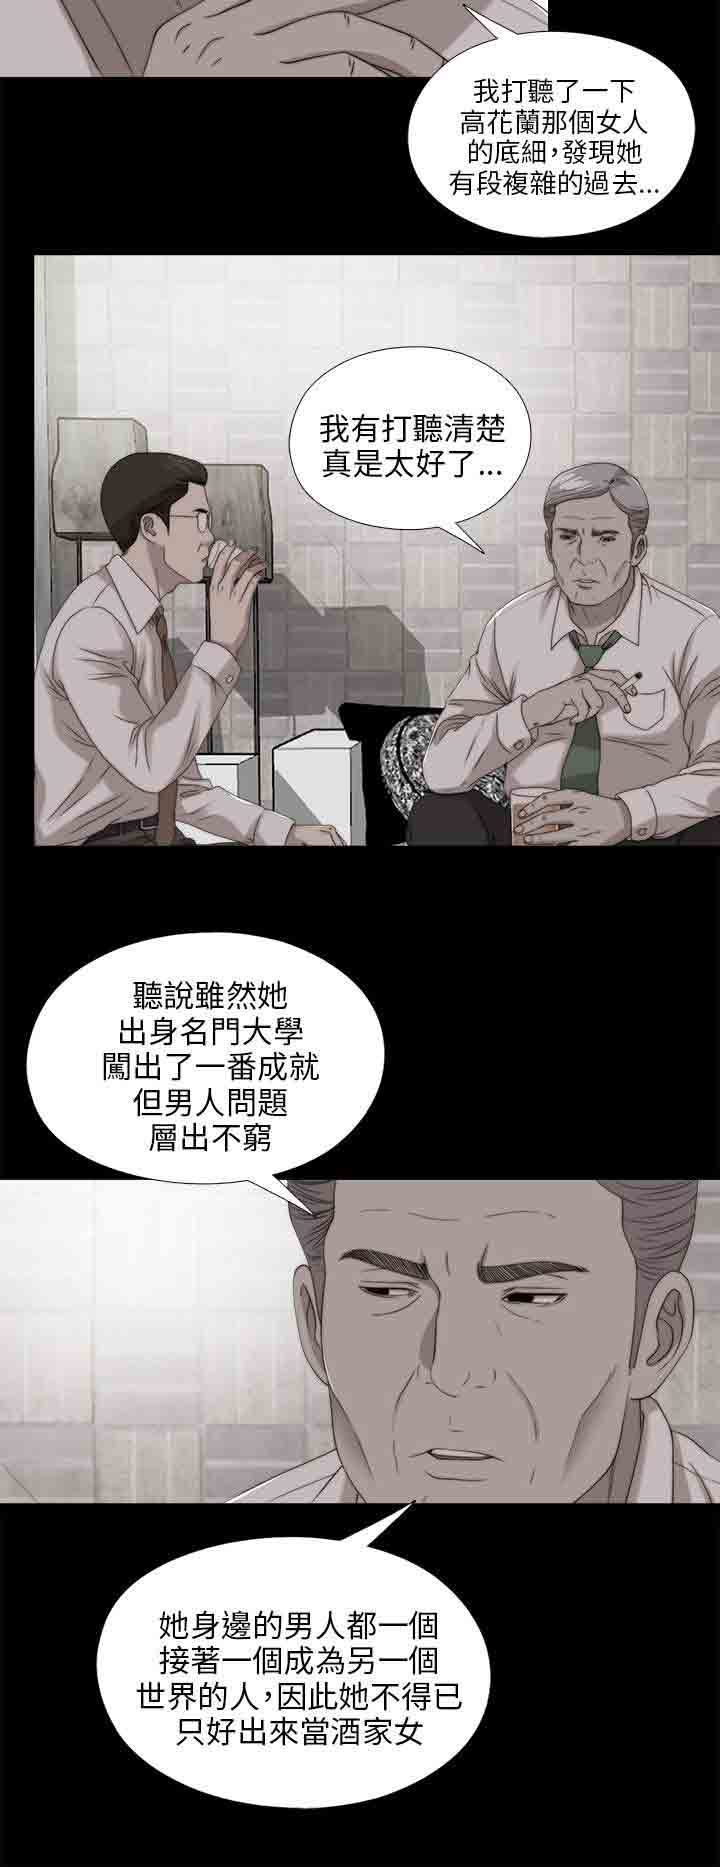 我打聽了一下
高花蘭那個女人
的底細，發現她
有段複雜的過去...
我有打聽清楚
真是太好了...
聽說雖然她
出身名門大學
闖出了一番成就
但男人問題
層出不窮
她身邊的男人都一個
接著一個成為另一個
世界的人，因此她不得已
只好出來當酒家女